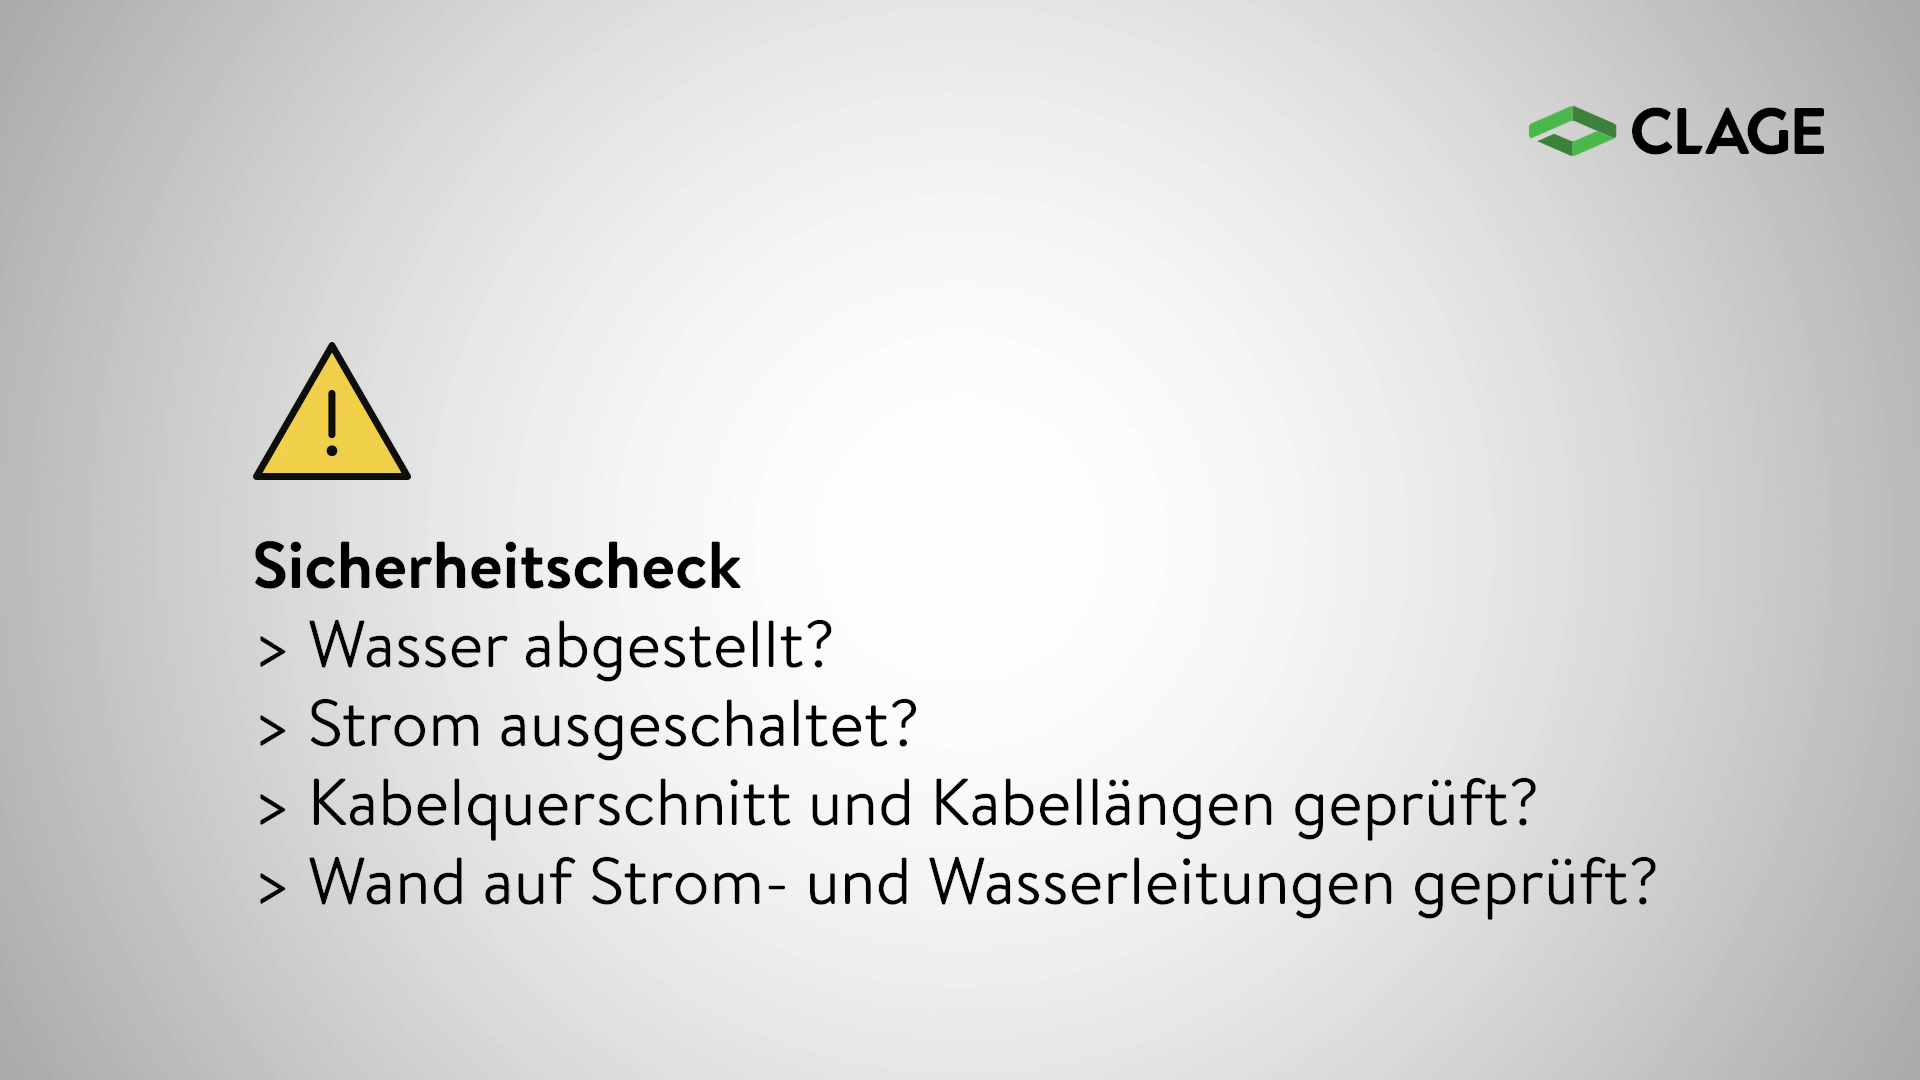 CLAGE
Sicherheitscheck
> Wasser abgestellt?
> Strom ausgeschaltet?
> Kabelquerschnitt und Kabellängen geprüft?
> Wand auf Strom- und Wasserleitungen geprüft?